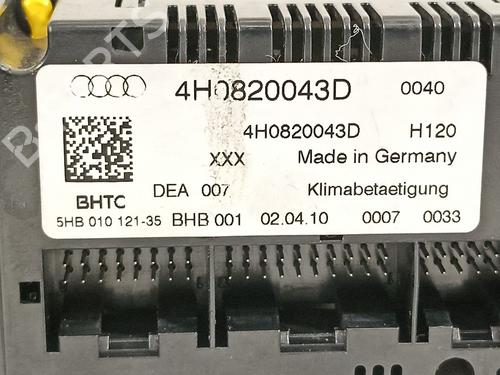 4H0820043D 0040
4H0820043D H120
XXX Made in Germany
DEA 007 Klimabetaetigung
BHTC
5HB 010 121-35 BHB 001 02.04.10 0007 0033